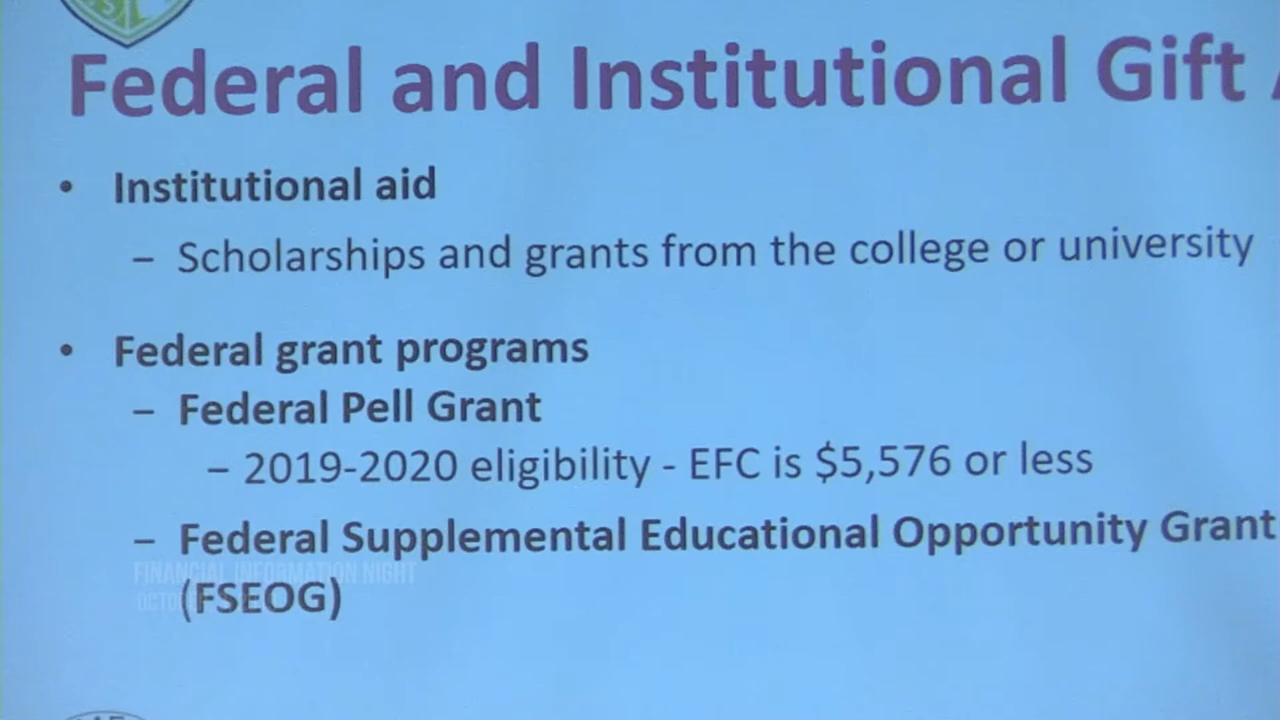 Federal and Institutional Gift
• Institutional aid
– Scholarships and grants from the college or university
• Federal grant programs
– Federal Pell Grant
– 2019-2020 eligibility - EFC is $5,576 or less
– Federal Supplemental Educational Opportunity Grant
(FSEOG)
FINANCIAL INFORMATION NIGHT